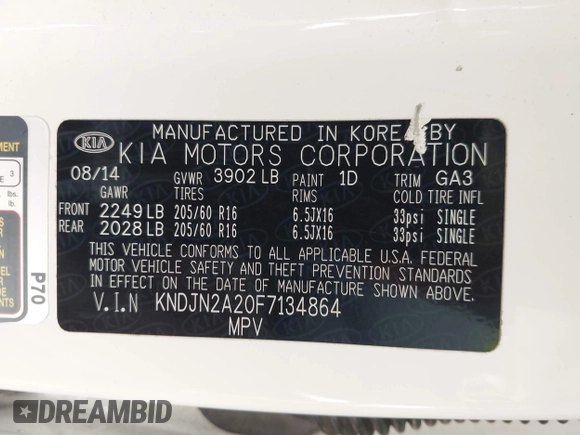 MANUFACTURED IN KOREA BY
KIA
KIA MOTORS CORPORATION
08/14 GVWR 3902 LB PAINT 1D TRIM GA3
GAWR TIRES RIMS COLD TIRE INFL
FRONT 2249 LB 205/60 R16 6.5JX16 33psi SINGLE
REAR 2028 LB 205/60 R16 6.5JX16 33psi SINGLE
THIS VEHICLE CONFORMS TO ALL APPLICABLE U.S.A. FEDERAL
MOTOR VEHICLE SAFETY AND THEFT PREVENTION STANDARDS
IN EFFECT ON THE DATE OF MANUFACTURE SHOWN ABOVE.
V.I.N KNDJN2A20F7134864
MPV
3
lbs.
P70
DREAMBID